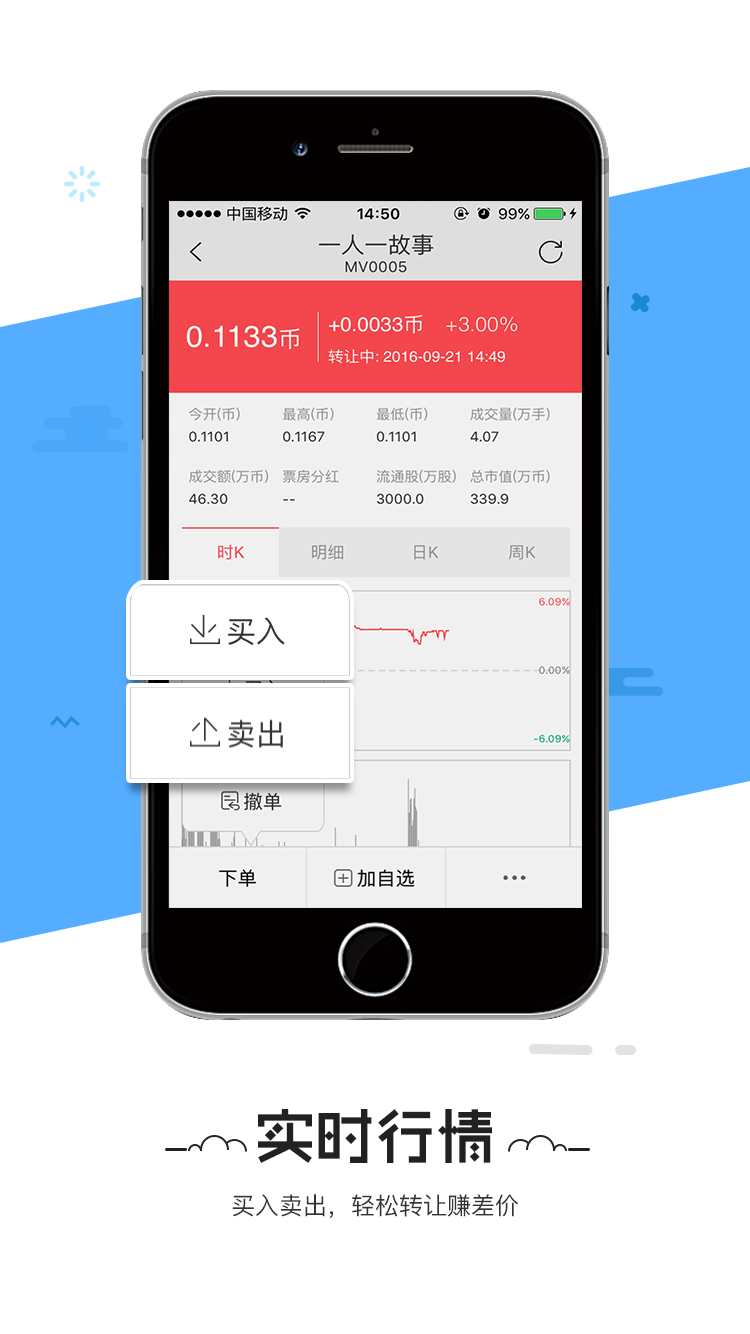 中国移动 14:50 99%
一人一故事
MV0005
0.1133币
+0.0033币 +3.00%
转让中: 2016-09-21 14:49
今开(币) 最高(币) 最低(币) 成交量(万手)
0.1101 0.1167 0.1101 4.07
成交额(万币) 票房分红 流通股(万股) 总市值(万币)
46.30 -- 3000.0 339.9
时K 明细 日K 周K
6.09%
买入
0.00%
卖出
-6.09%
撤单
下单 加自选 ...
实时行情
买入卖出，轻松转让赚差价